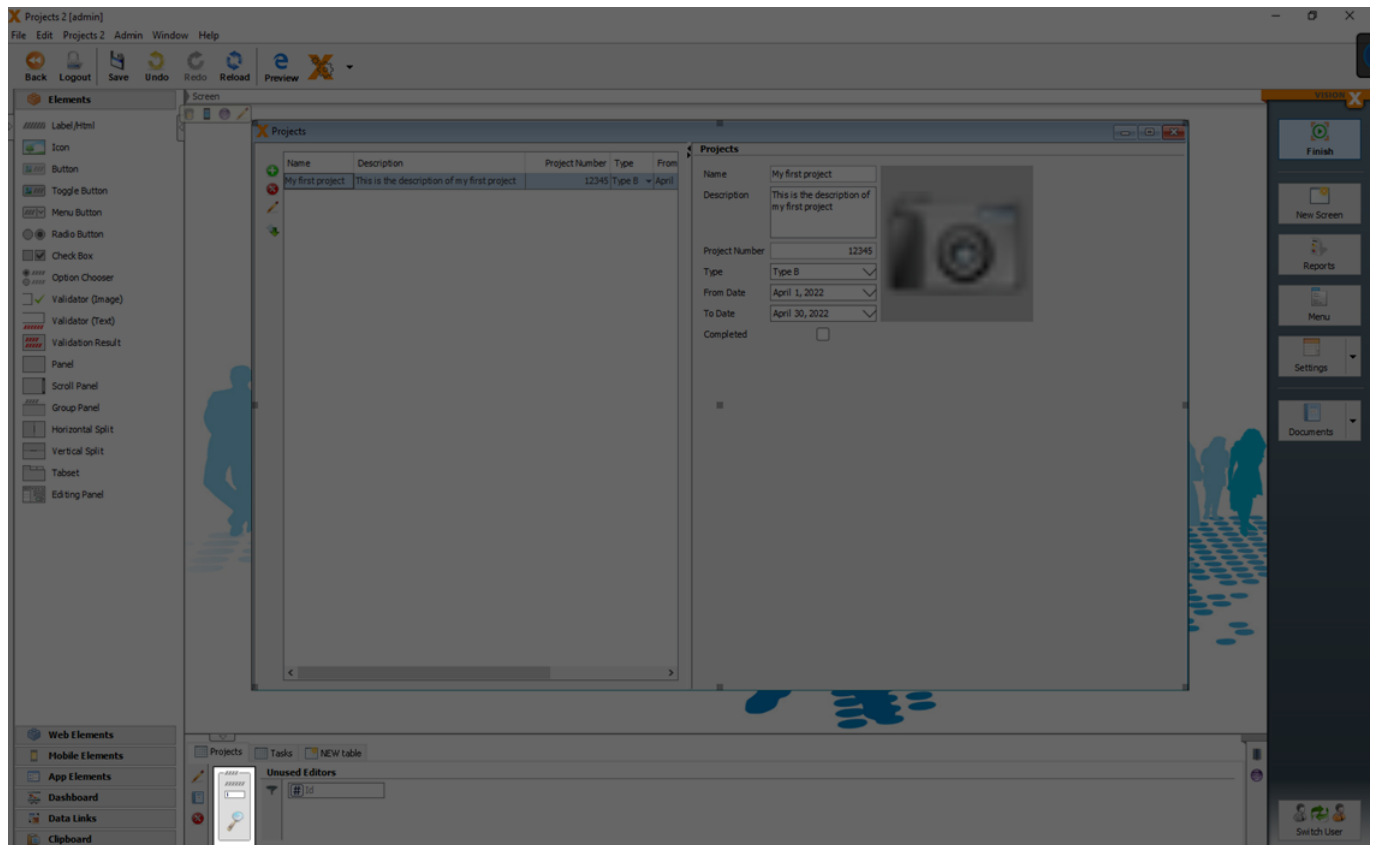 Projects 2 [admin]
File Edit Projects 2 Admin Window Help
Back Logout Save Undo Redo Reload Preview
Elements
Label/Html
Icon
Button
Toggle Button
Menu Button
Radio Button
Check Box
Option Chooser
Validator (Image)
Validator (Text)
Validation Result
Panel
Scroll Panel
Group Panel
Horizontal Split
Vertical Split
Tabset
Editing Panel
Web Elements
Mobile Elements
App Elements
Dashboard
Data Links
Clipboard
Screen
Projects
Name Description Project Number Type From
My first project This is the description of my first project 12345 Type B April
Projects
Name My first project
Description This is the description of
my first project
Project Number 12345
Type Type B
From Date April 1, 2022
To Date April 30, 2022
Completed
Projects Tasks NEW table
Unused Editors
# Id
VISION X
Finish
New Screen
Reports
Menu
Settings
Documents
Switch User